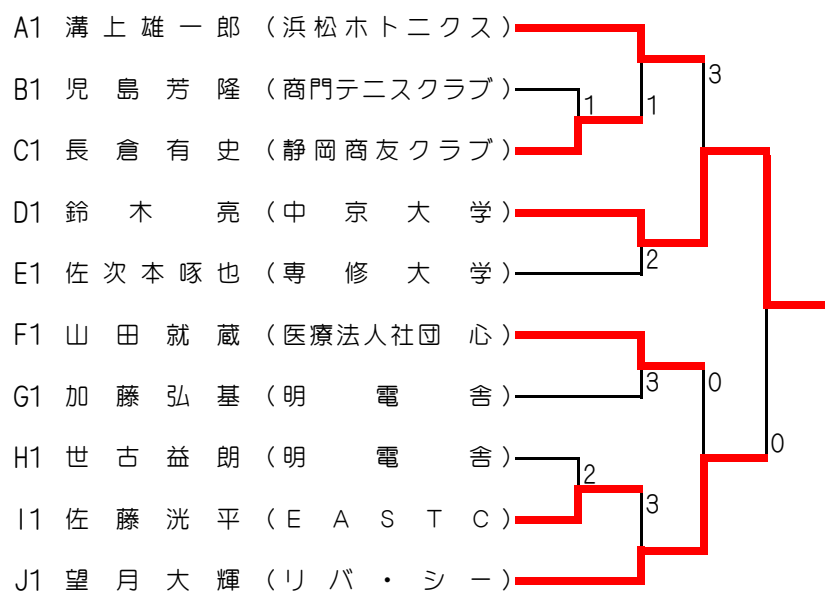 A1 溝上雄一郎 (浜松ホトニクス)
3
B1 児島芳隆 (商門テニスクラブ)
1 1
C1 長倉有史 (静岡商友クラブ)
D1 鈴木亮 (中京大学)
2
E1 佐次本啄也 (専修大学)
F1 山田就蔵 (医療法人社団 心)
3 0
G1 加藤弘基 (明電舎)
0
H1 世古益朗 (明電舎)
2
3
I1 佐藤洸平 (EASTC)
J1 望月大輝 (リバ・シー)